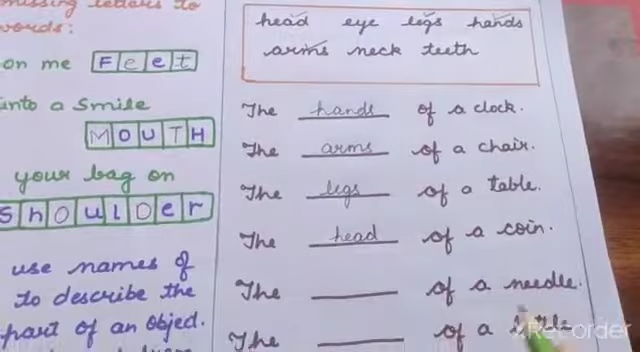 missing letters to
words:
on me Feet
into a smile
MOUTH
your bag on
ShOulDer
use names of
to describe the
part of an object.
head eye legs hands
arms neck teeth
The hands of a clock.
The arms of a chair.
The legs of a table.
The head of a coin.
The ______ of a needle.
The ______ of a
Recorder